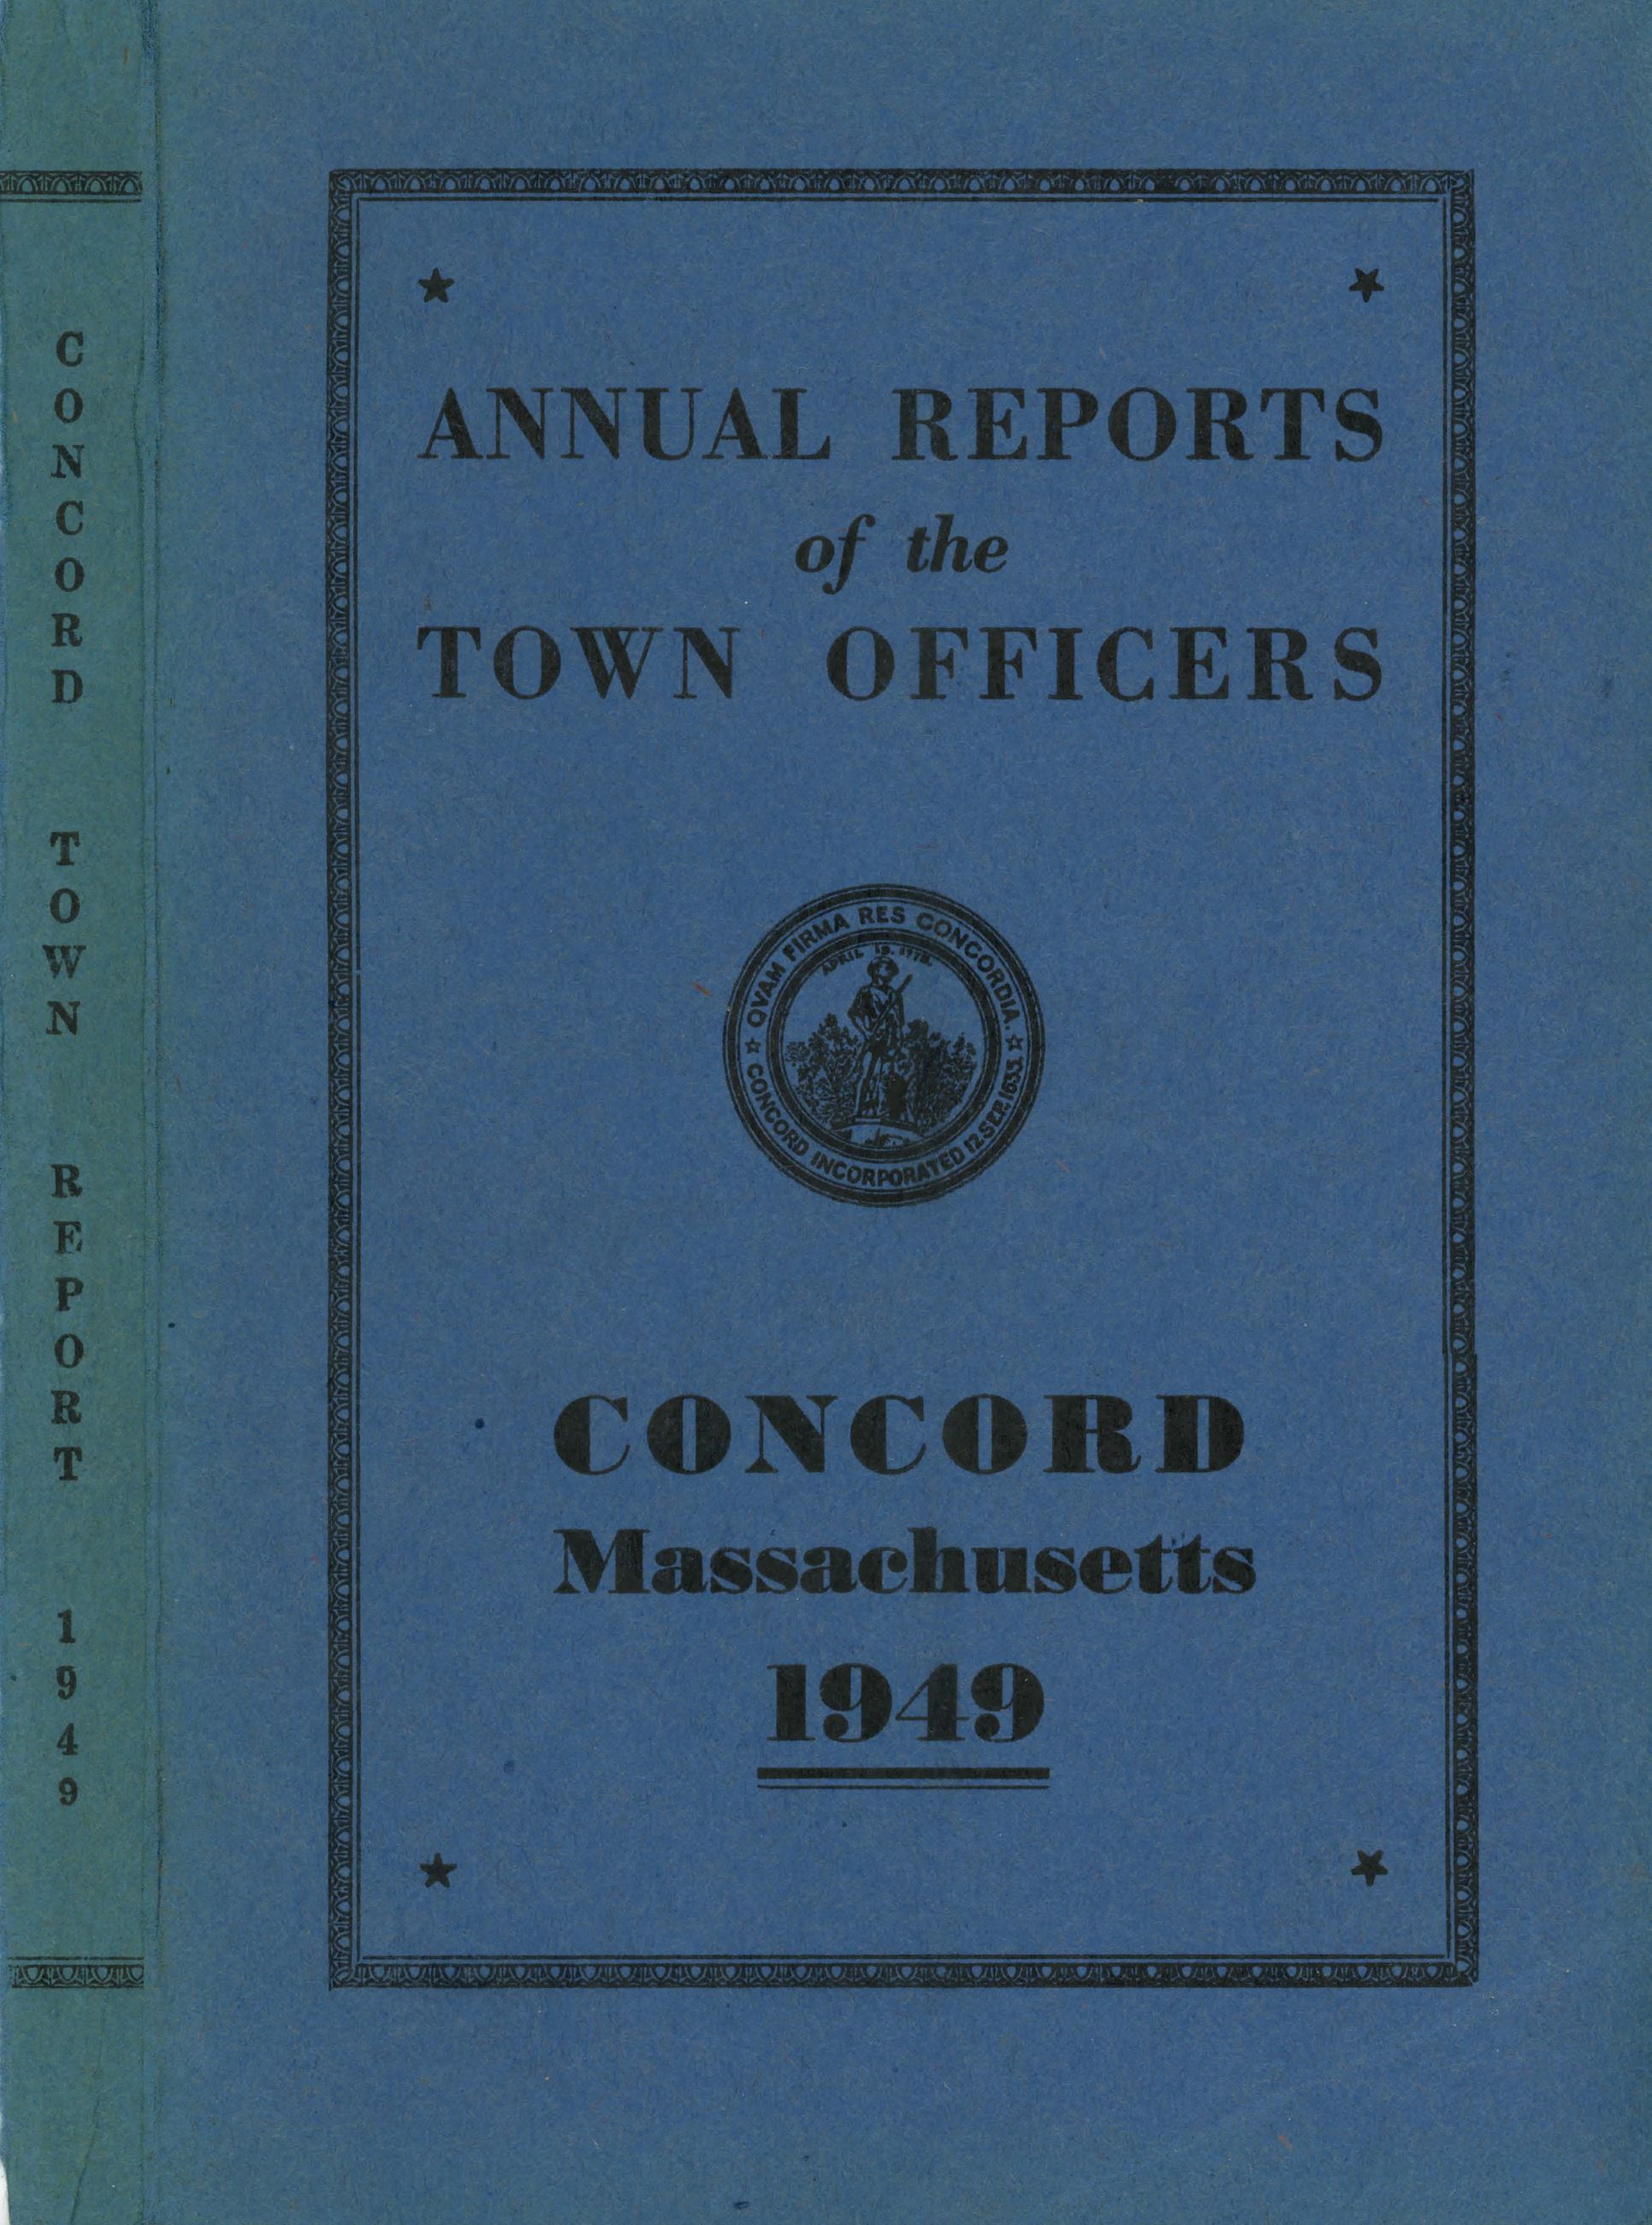 CONCORD TOWN REPORT 1949
ANNUAL REPORTS
of the
TOWN OFFICERS
QVAM FIRMA RES CONCORDIA.
APRIL 19. 1775.
CONCORD INCORPORATED 12 SEP. 1635.
CONCORD
Massachusetts
1949